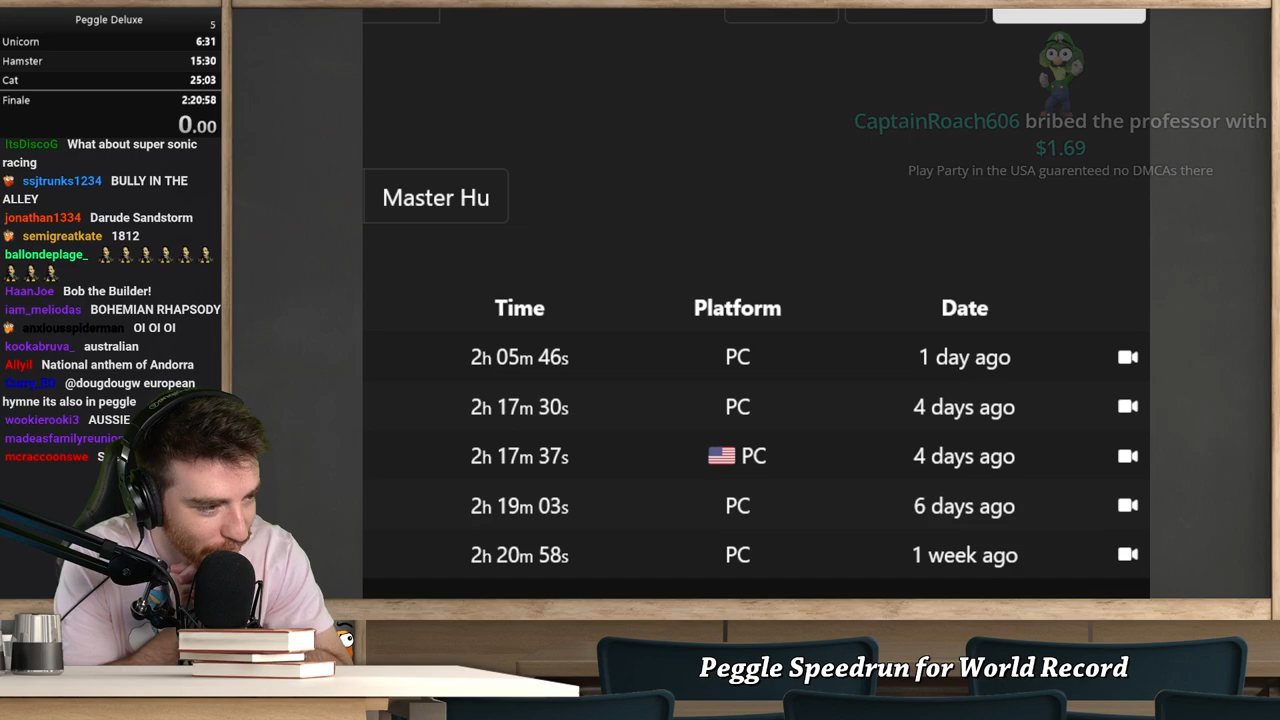 Peggle Deluxe
5
Unicorn 6:31
Hamster 15:30
Cat 25:03
Finale 2:20:58
0.00
ItsDiscoG What about super sonic
racing
ssjtrunks1234 BULLY IN THE
ALLEY
jonathan1334 Darude Sandstorm
semigreatkate 1812
ballondeplage_
HaanJoe Bob the Builder!
iam_meliodas BOHEMIAN RHAPSODY
anxiousspiderman OI OI OI
kookabruva_ australian
Allyil National anthem of Andorra
Curry_EG @dougdougw european
hymne its also in peggle
wookierooki3 AUSSIE
madeasfamilyreunion
mcraccoonswe S
CaptainRoach606 bribed the professor with
$1.69
Play Party in the USA guarenteed no DMCAs there
Master Hu
Time Platform Date
2h 05m 46s PC 1 day ago
2h 17m 30s PC 4 days ago
2h 17m 37s PC 4 days ago
2h 19m 03s PC 6 days ago
2h 20m 58s PC 1 week ago
Peggle Speedrun for World Record